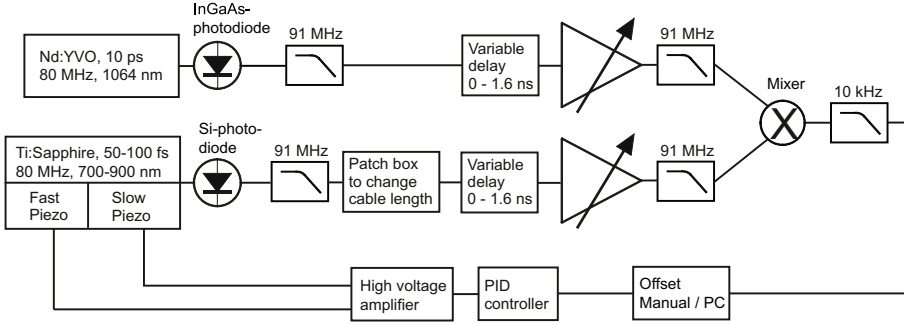 InGaAs-
photodiode
Nd:YVO, 10 ps
80 MHz, 1064 nm
91 MHz
Variable
delay
0 - 1.6 ns
91 MHz
Mixer
X
10 kHz
Ti:Sapphire, 50-100 fs
80 MHz, 700-900 nm
Fast
Piezo
Slow
Piezo
Si-photo-
diode
91 MHz
Patch box
to change
cable length
Variable
delay
0 - 1.6 ns
91 MHz
High voltage
amplifier
PID
controller
Offset
Manual / PC